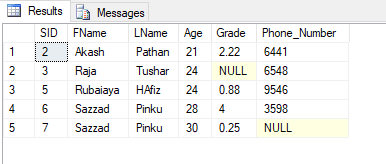 Results Messages
SID FName LName Age Grade Phone_Number
1 2 Akash Pathan 21 2.22 6441
2 3 Raja Tushar 24 NULL 6548
3 5 Rubaiaya HAfiz 24 0.88 9546
4 6 Sazzad Pinku 28 4 3598
5 7 Sazzad Pinku 30 0.25 NULL